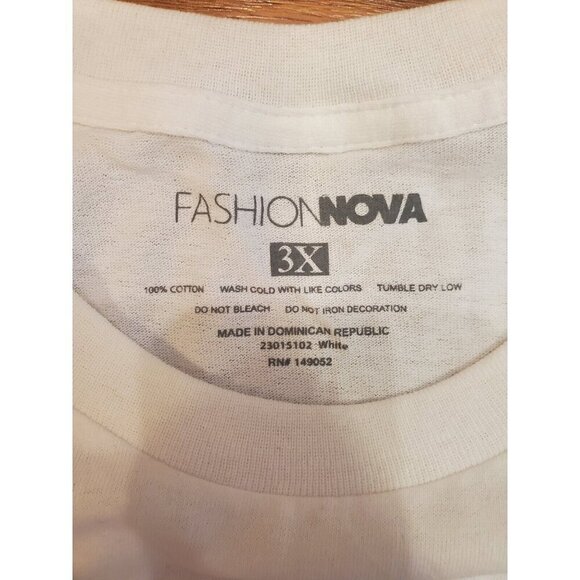 FASHIONNOVA
3X
100% COTTON WASH COLD WITH LIKE COLORS TUMBLE DRY LOW
DO NOT BLEACH DO NOT IRON DECORATION
MADE IN DOMINICAN REPUBLIC
23015102 White
RN# 149052